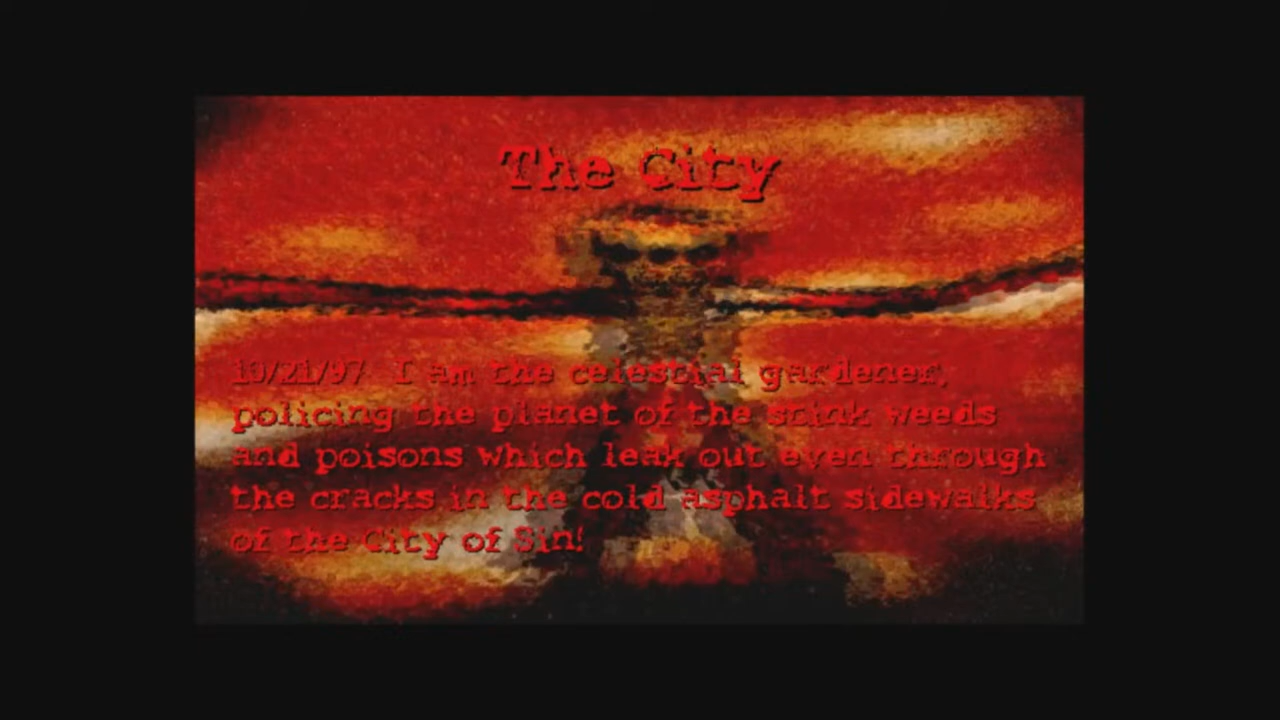 The City
10/21/97 I am the celestial gardener,
policing the planet of the stink weeds
and poisons which leak out even through
the cracks in the cold asphalt sidewalks
of the City of Sin!